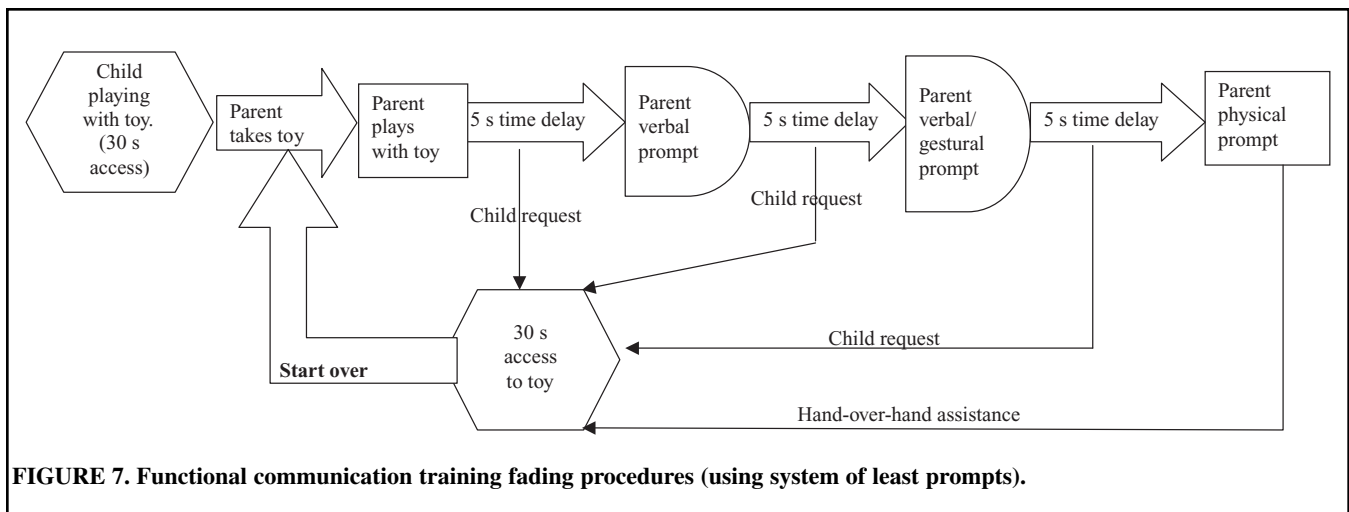 Child
playing
with toy.
(30 s
access)
Parent
takes toy
Parent
plays
with toy
5 s time delay
Parent
verbal
prompt
5 s time delay
Parent
verbal/
gestural
prompt
5 s time delay
Parent
physical
prompt
Child request
Child request
30 s
access
to toy
Child request
Start over
Hand-over-hand assistance
FIGURE 7. Functional communication training fading procedures (using system of least prompts).